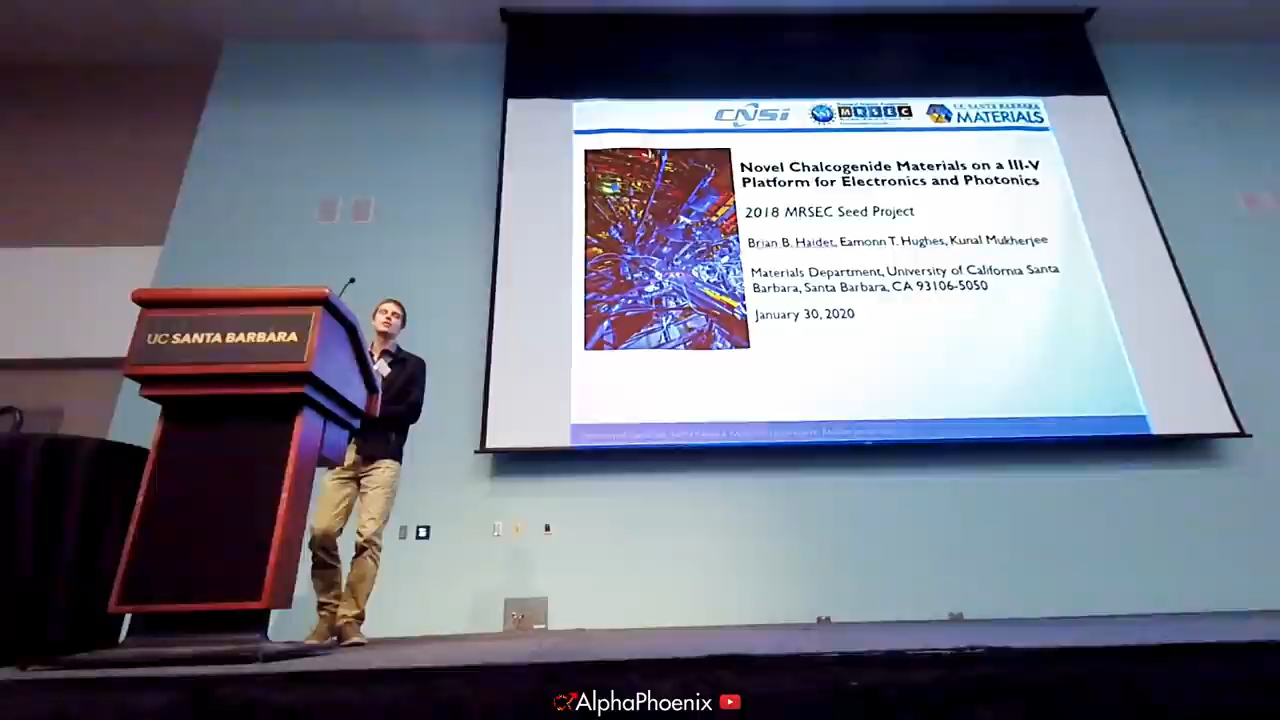 CNSi
MRSEC
UC SANTA BARBARA
MATERIALS
Novel Chalcogenide Materials on a III-V
Platform for Electronics and Photonics
2018 MRSEC Seed Project
Brian B. Haidet, Eamonn T. Hughes, Kunal Mukherjee
Materials Department, University of California Santa
Barbara, Santa Barbara, CA 93106-5050
January 30, 2020
UC SANTA BARBARA
AlphaPhoenix